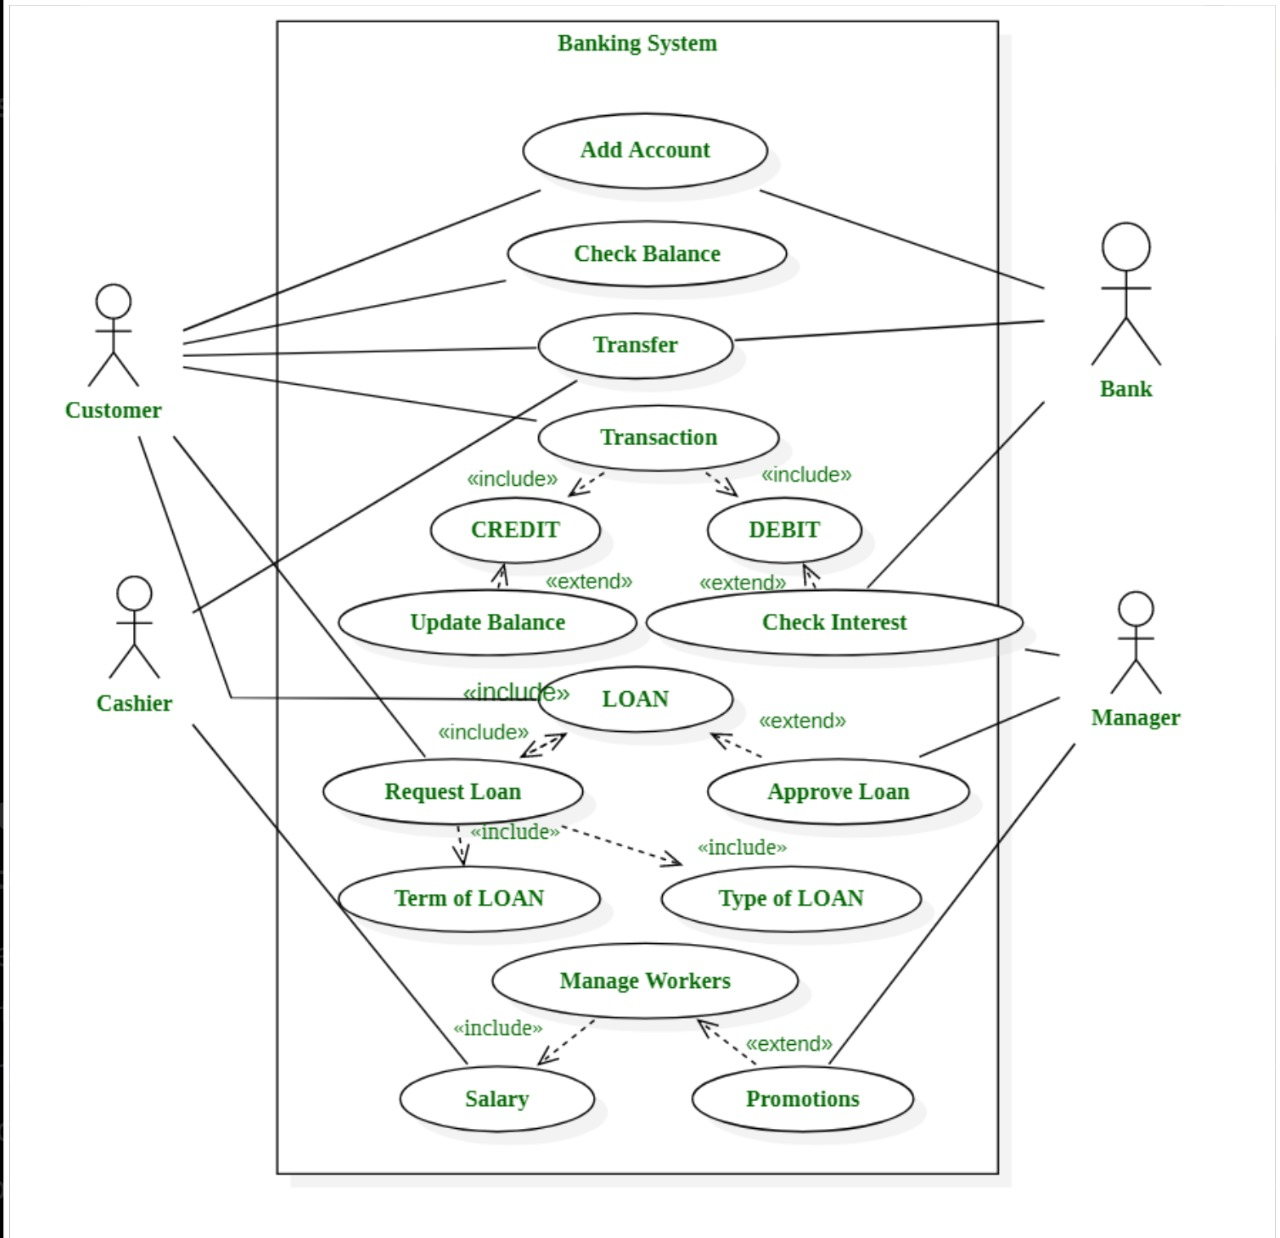 Banking System
Add Account
Check Balance
Transfer
Customer
Bank
Transaction
«include»
«include»
CREDIT
DEBIT
«extend»
«extend»
Update Balance
Check Interest
Cashier
Manager
«include»
LOAN
«include»
«extend»
Request Loan
Approve Loan
«include»
«include»
Term of LOAN
Type of LOAN
Manage Workers
«include»
«extend»
Salary
Promotions